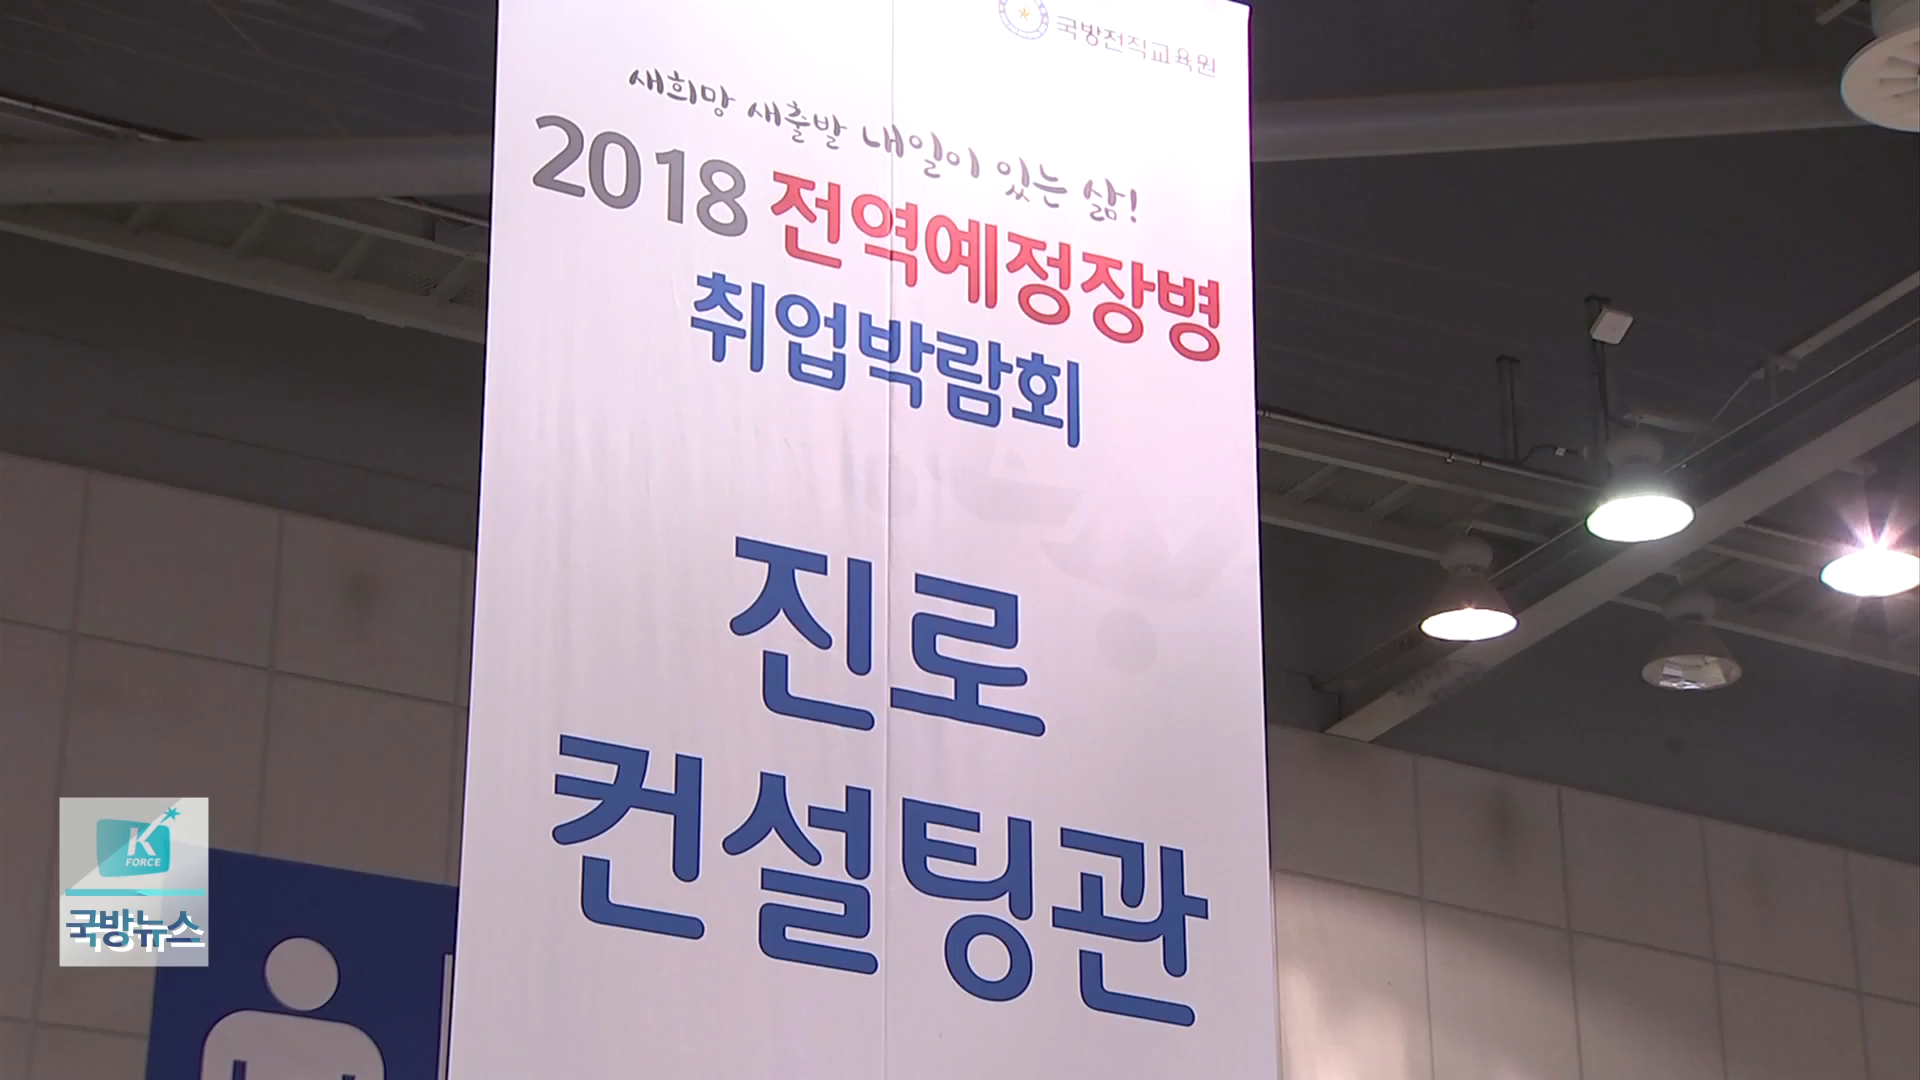 국방전직교육원
새희망 새출발 내일이 있는 삶!
2018 전역예정장병
취업박람회
진로
컨설팅관
K
FORCE
국방뉴스